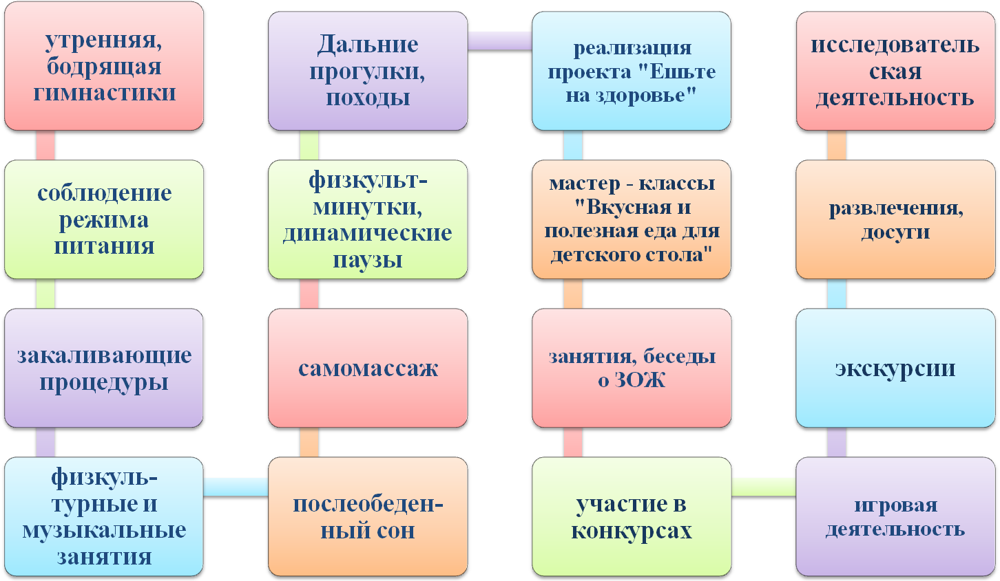 утренняя,
бодрящая
гимнастики
соблюдение
режима
питания
закаливающие
процедуры
физкуль-
турные и
музыкальные
занятия
послеобеден-
ный сон
самомассаж
физкульт-
минутки,
динамические
паузы
Дальние
прогулки,
походы
реализация
проекта "Ешьте
на здоровье"
мастер - классы
"Вкусная и
полезная еда для
детского стола"
занятия, беседы
о ЗОЖ
участие в
конкурсах
игровая
деятельность
экскурсии
развлечения,
досуги
исследователь
ская
деятельность